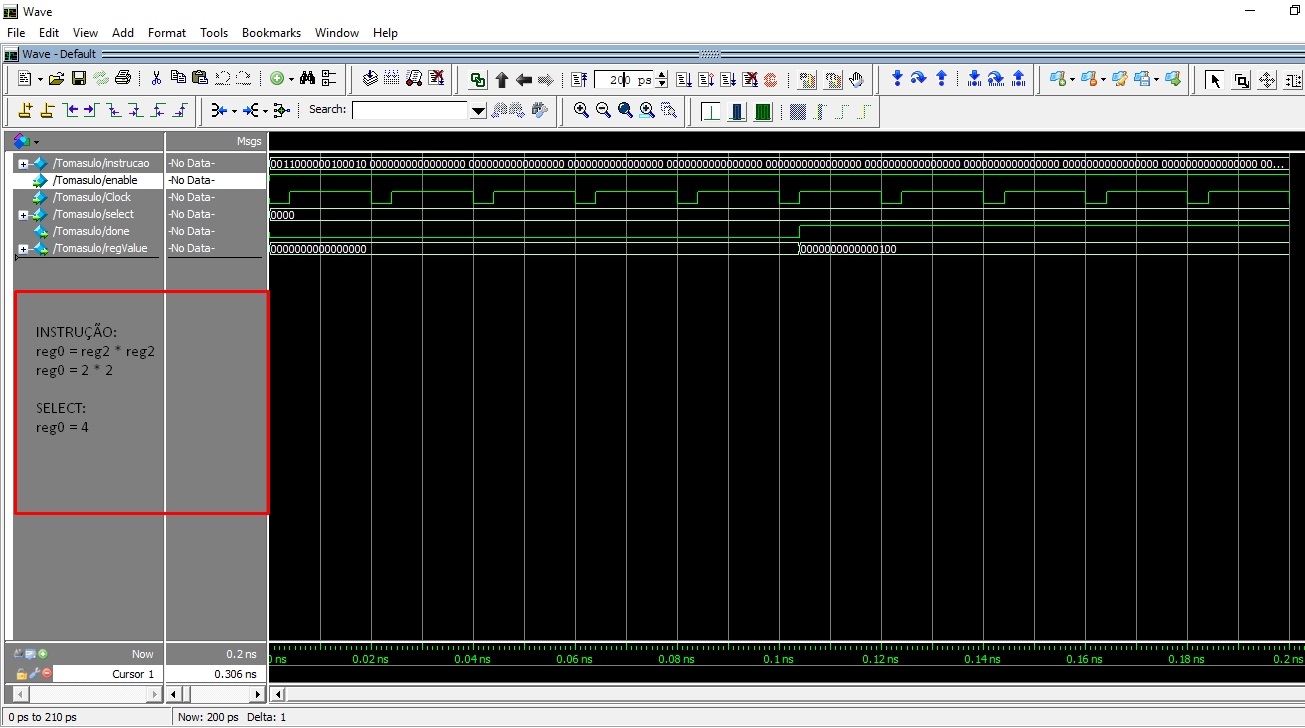 Wave
File Edit View Add Format Tools Bookmarks Window Help
Wave - Default
200 ps
Search:
Msgs
/Tomasulo/instrucao -No Data- 0011000000100010 0000000000000000 0000000000000000 0000000000000000 0000000000000000 0000000000000000 0000000000000000 0000000000000000 0000000000000000 0000000000000000 00...
/Tomasulo/enable -No Data-
/Tomasulo/Clock -No Data-
/Tomasulo/select -No Data- 0000
/Tomasulo/done -No Data-
/Tomasulo/regValue -No Data- 0000000000000000 0000000000000100
INSTRUÇÃO:
reg0 = reg2 * reg2
reg0 = 2 * 2
SELECT:
reg0 = 4
Now 0.2 ns
ns 0.02 ns 0.04 ns 0.06 ns 0.08 ns 0.1 ns 0.12 ns 0.14 ns 0.16 ns 0.18 ns 0.2 ns
Cursor 1 0.306 ns
0 ps to 210 ps Now: 200 ps Delta: 1